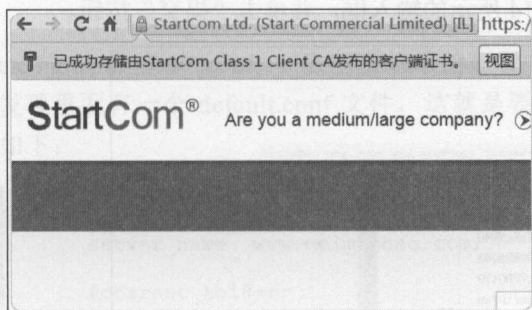 StartCom Ltd. (Start Commercial Limited) [IL] https:/
已成功存储由StartCom Class 1 Client CA发布的客户端证书。 视图
StartCom® Are you a medium/large company?